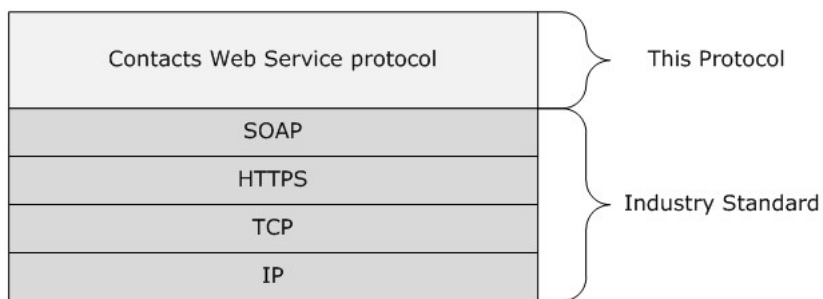 Contacts Web Service protocol
This Protocol
SOAP
HTTPS
TCP
IP
Industry Standard